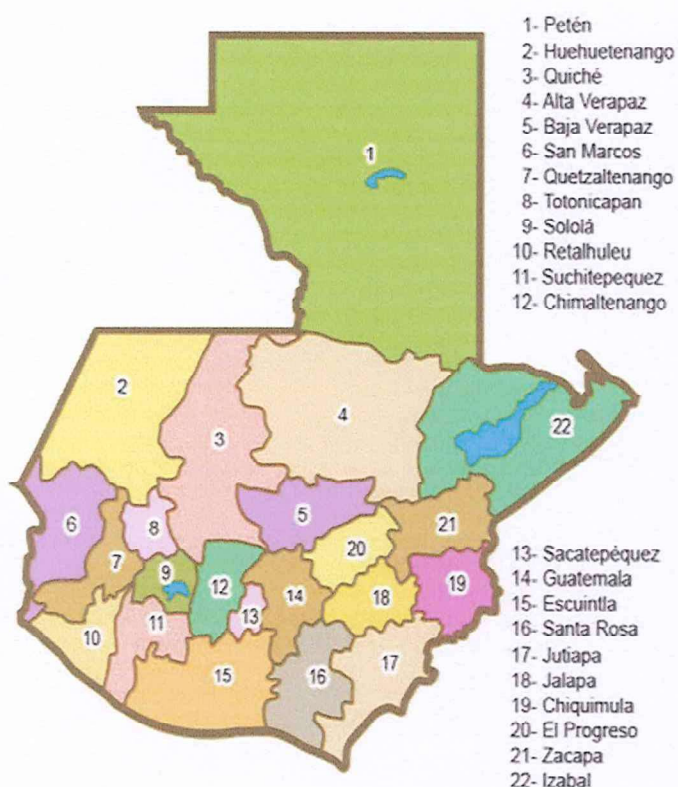 1- Petén
2- Huehuetenango
3- Quiché
4- Alta Verapaz
5- Baja Verapaz
6- San Marcos
7- Quetzaltenango
8- Totonicapan
9- Sololá
10- Retalhuleu
11- Suchitepequez
12- Chimaltenango
1
2
3
4
22
6
5
21
7
8
20
9
12
14
19
13
18
10
11
17
15
16
13- Sacatepéquez
14- Guatemala
15- Escuintla
16- Santa Rosa
17- Jutiapa
18- Jalapa
19- Chiquimula
20- El Progreso
21- Zacapa
22- Izabal